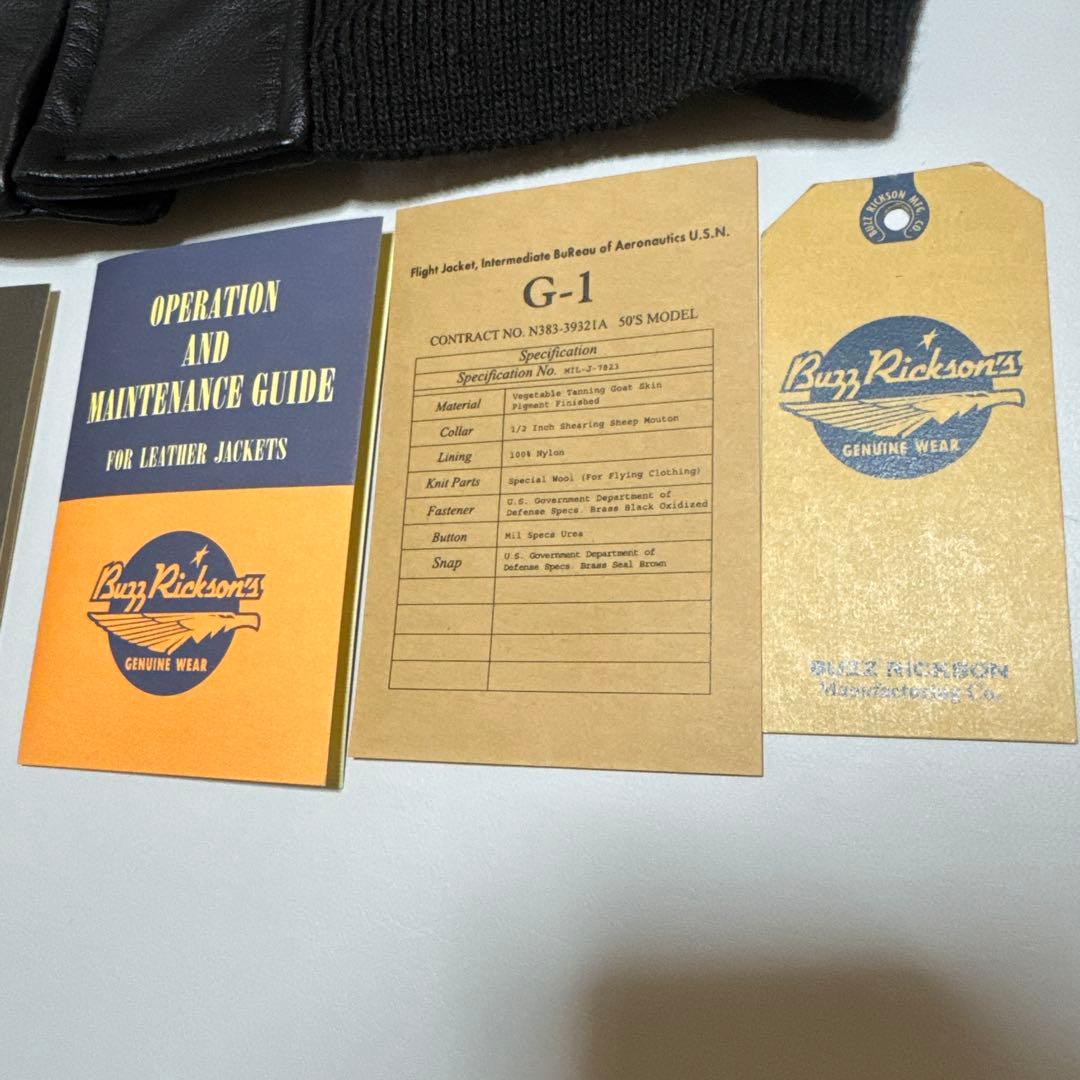 OPERATION
AND
MAINTENANCE GUIDE
FOR LEATHER JACKETS
Buzz Rickson's
GENUINE WEAR
Flight Jacket, Intermediate BuReau of Aeronautics U.S.N.
G-1
CONTRACT NO. N383-39321A 50'S MODEL
Specification
Specification No. MIL-J-7823
Material Vegetable Tanning Goat Skin
Pigment Finished
Collar 1/2 Inch Shearing Sheep Mouton
Lining 100% Nylon
Knit Parts Special Wool (For Flying Clothing)
Fastener U.S. Government Department of
Defense Specs. Brass Black Oxidized
Button Mil Specs Urea
Snap U.S. Government Department of
Defense Specs. Brass Seal Brown
BUZZ RICKSON MFG. CO.
Buzz Rickson's
GENUINE WEAR
BUZZ RICKSON
Manufacturing Co.